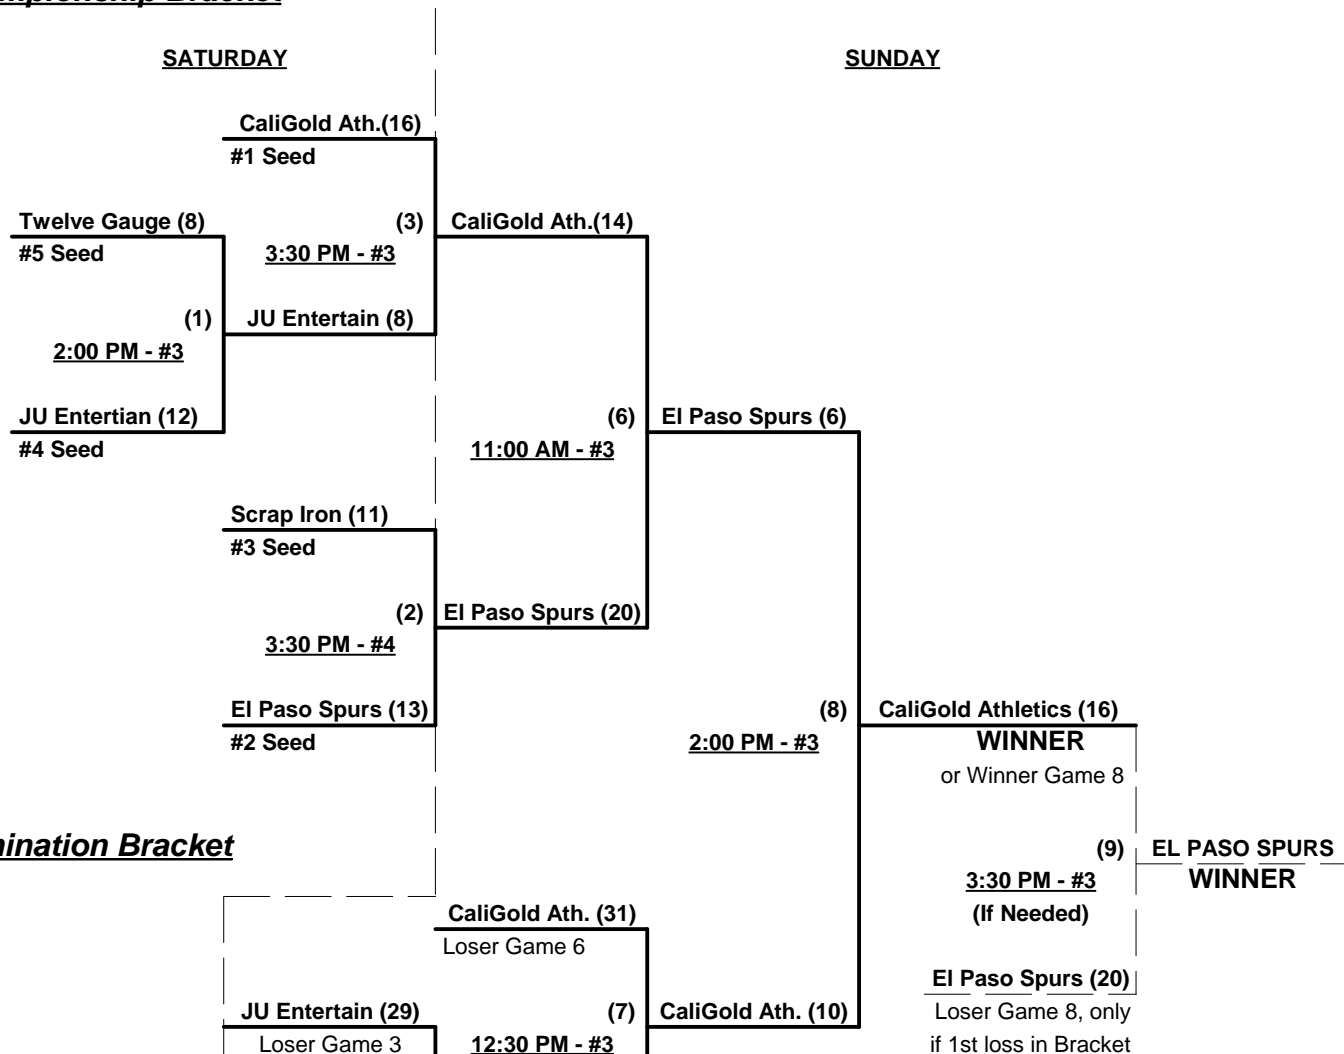 SATURDAY
SUNDAY
CaliGold Ath.(16)
#1 Seed
Twelve Gauge (8)
(3)
CaliGold Ath.(14)
#5 Seed
3:30 PM - #3
(1)
JU Entertain (8)
2:00 PM - #3
JU Entertian (12)
(6)
El Paso Spurs (6)
#4 Seed
11:00 AM - #3
Scrap Iron (11)
#3 Seed
(2)
El Paso Spurs (20)
3:30 PM - #4
El Paso Spurs (13)
(8)
CaliGold Athletics (16)
#2 Seed
2:00 PM - #3
WINNER
or Winner Game 8
Bracket
(9)
EL PASO SPURS
3:30 PM - #3
WINNER
(If Needed)
CaliGold Ath. (31)
Loser Game 6
El Paso Spurs (20)
JU Entertain (29)
(7)
CaliGold Ath. (10)
Loser Game 8, only
Loser Game 3
12:30 PM - #3
if 1st loss in Bracket